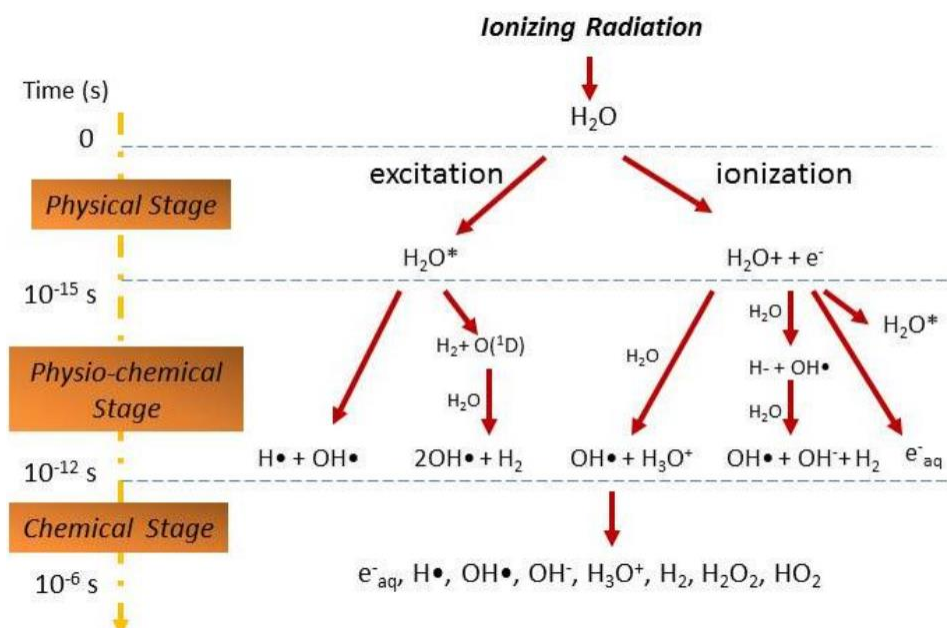 Ionizing Radiation
Time (s)
H₂O
0
excitation
ionization
Physical Stage
H₂O*
H₂O+ + e⁻
10⁻¹⁵ s
H₂O
H₂O*
H₂+ O(¹D)
H₂O
Physio-chemical
Stage
H- + OH•
H₂O
H₂O
H• + OH•
2OH• + H₂
OH• + H₃O⁺
OH• + OH⁻+ H₂
e⁻aq
10⁻¹² s
Chemical Stage
10⁻⁶ s
e⁻aq, H•, OH•, OH⁻, H₃O⁺, H₂, H₂O₂, HO₂